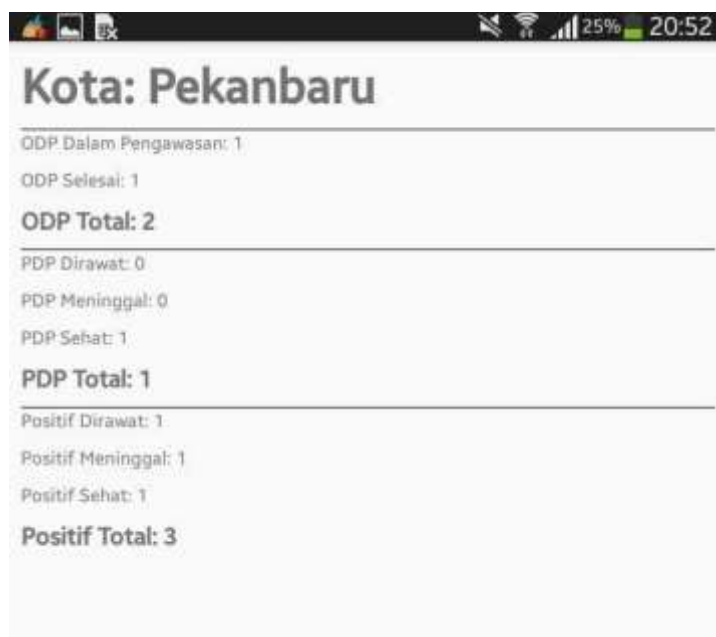 25% 20:52
Kota: Pekanbaru
ODP Dalam Pengawasan: 1
ODP Selesai: 1
ODP Total: 2
PDP Dirawat: 0
PDP Meninggal: 0
PDP Sehat: 1
PDP Total: 1
Positif Dirawat: 1
Positif Meninggal: 1
Positif Sehat: 1
Positif Total: 3